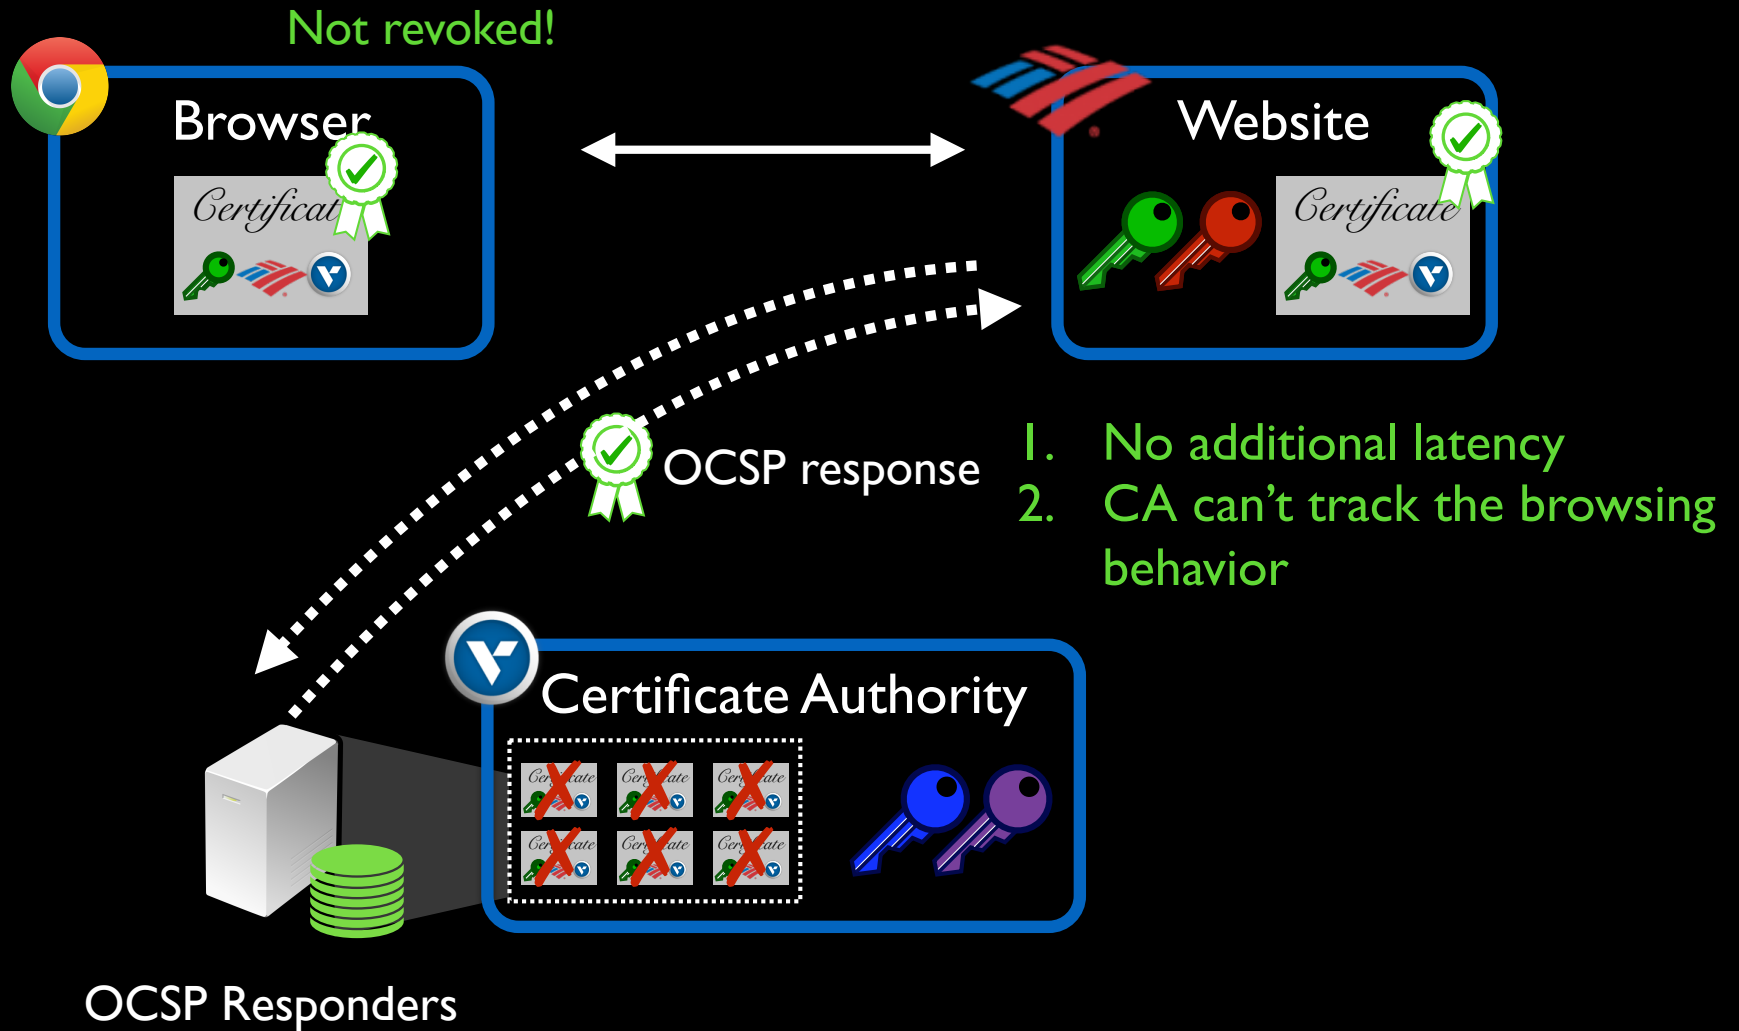 Not revoked!
Browser
Website
Certificat
Certificate
OCSP response
1. No additional latency
2. CA can't track the browsing
behavior
Certificate Authority
OCSP Responders